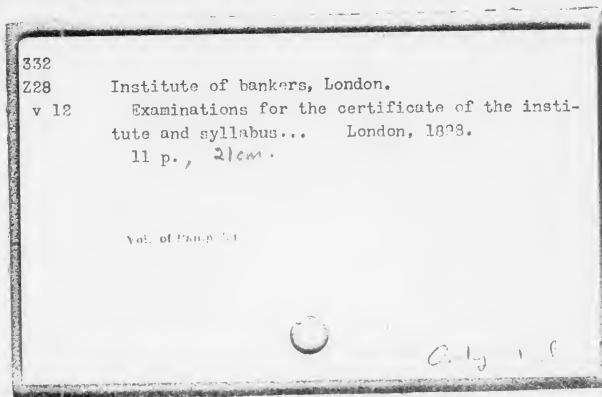 332
Z28 Institute of bankers, London.
v 12 Examinations for the certificate of the insti-
tute and syllabus... London, 1898.
11 p., 21cm.
Vol. of